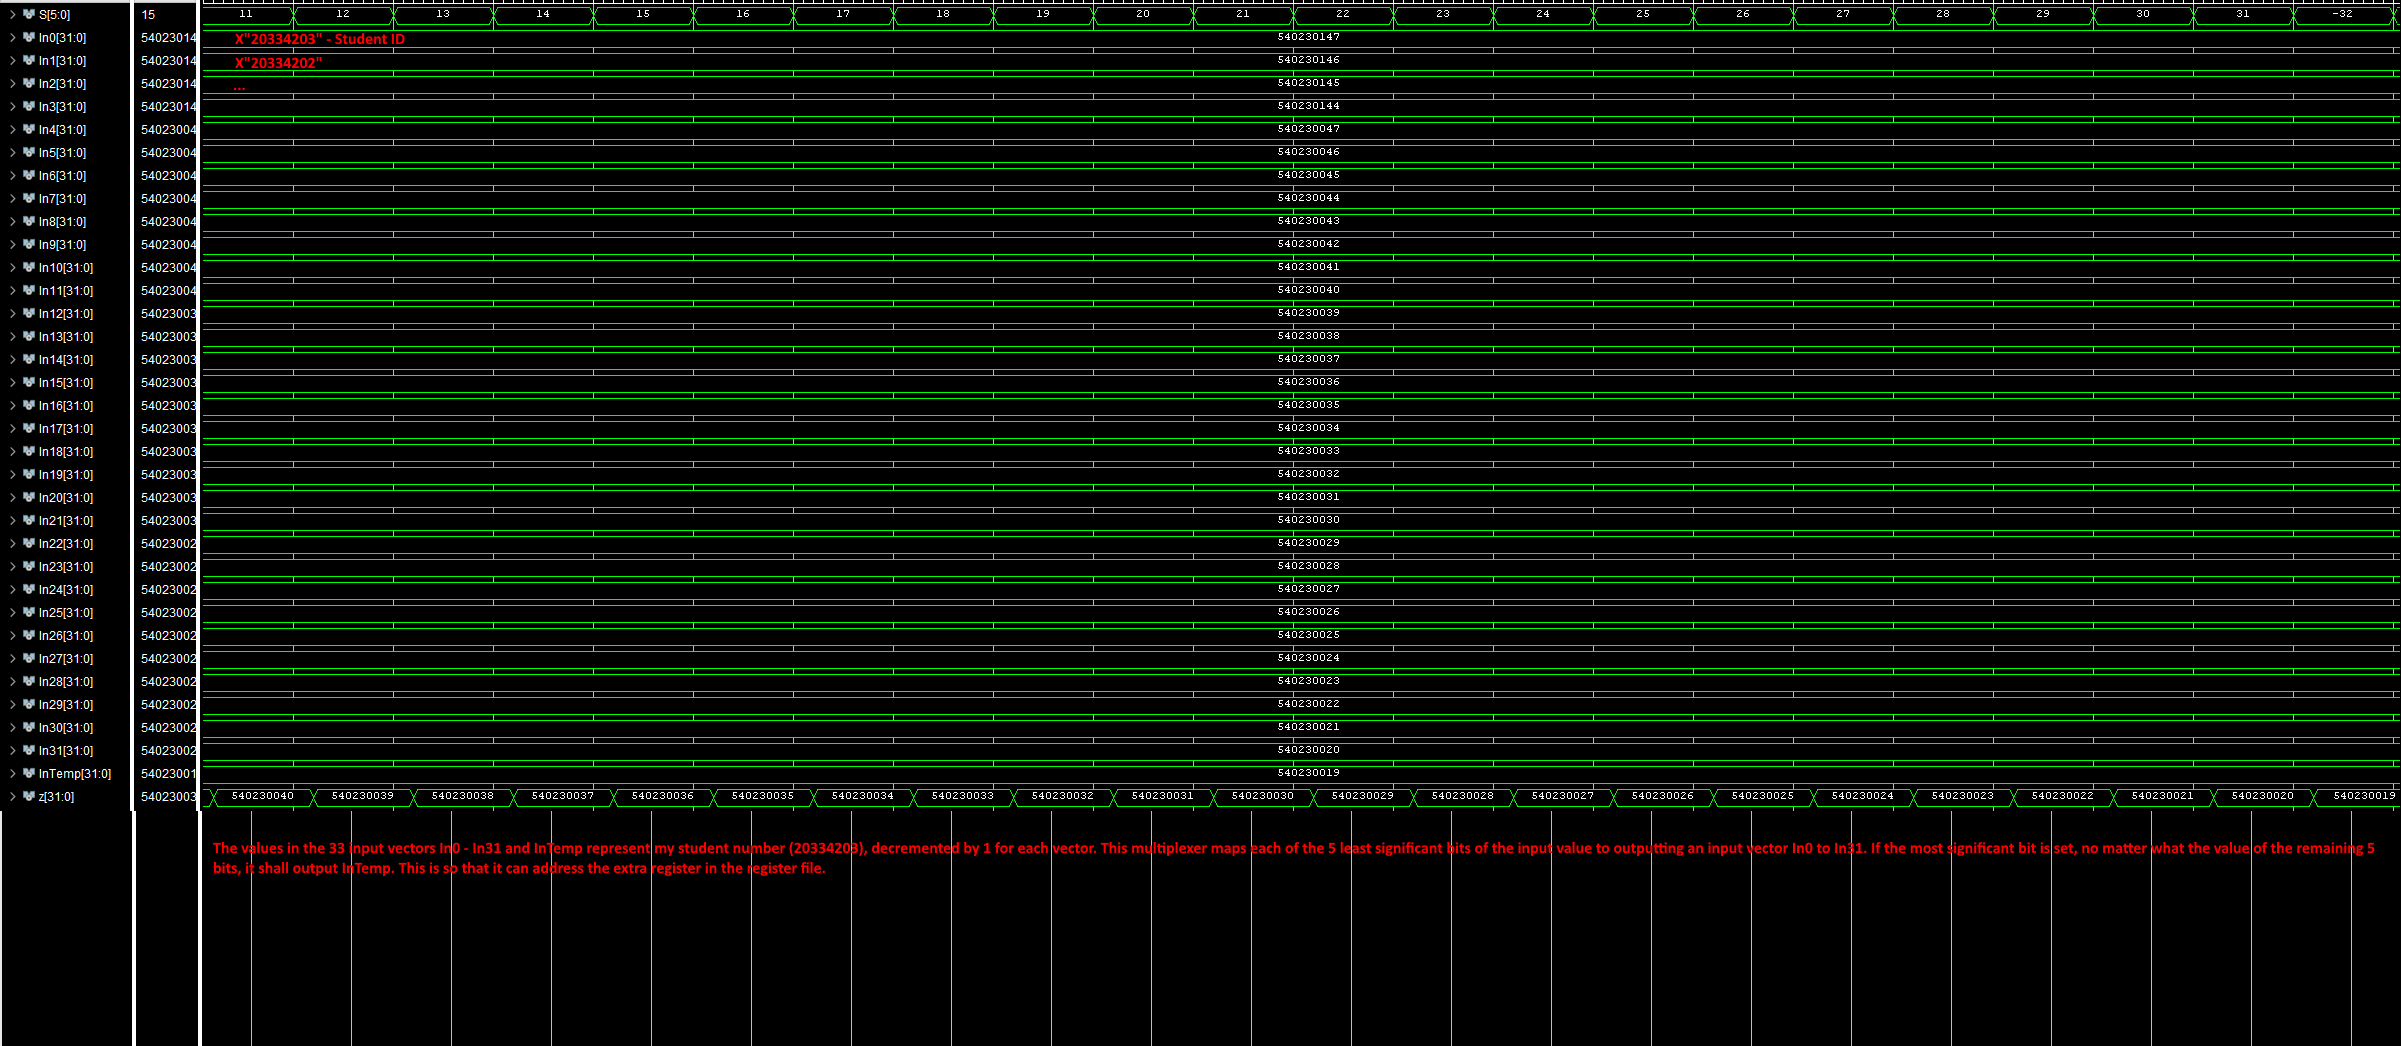 S[5:0] 15 11 12 13 14 15 16 17 18 19 20 21 22 23 24 25 26 27 28 29 30 31 -32
In0[31:0] 54023014 X"20334203" - Student ID 540230147
In1[31:0] 54023014 X"20334202" 540230146
In2[31:0] 54023014 ... 540230145
In3[31:0] 54023014 540230144
In4[31:0] 54023004 540230047
In5[31:0] 54023004 540230046
In6[31:0] 54023004 540230045
In7[31:0] 54023004 540230044
In8[31:0] 54023004 540230043
In9[31:0] 54023004 540230042
In10[31:0] 54023004 540230041
In11[31:0] 54023004 540230040
In12[31:0] 54023003 540230039
In13[31:0] 54023003 540230038
In14[31:0] 54023003 540230037
In15[31:0] 54023003 540230036
In16[31:0] 54023003 540230035
In17[31:0] 54023003 540230034
In18[31:0] 54023003 540230033
In19[31:0] 54023003 540230032
In20[31:0] 54023003 540230031
In21[31:0] 54023003 540230030
In22[31:0] 54023002 540230029
In23[31:0] 54023002 540230028
In24[31:0] 54023002 540230027
In25[31:0] 54023002 540230026
In26[31:0] 54023002 540230025
In27[31:0] 54023002 540230024
In28[31:0] 54023002 540230023
In29[31:0] 54023002 540230022
In30[31:0] 54023002 540230021
In31[31:0] 54023002 540230020
InTemp[31:0] 54023001 540230019
z[31:0] 54023003 540230040 540230039 540230038 540230037 540230036 540230035 540230034 540230033 540230032 540230031 540230030 540230029 540230028 540230027 540230026 540230025 540230024 540230023 540230022 540230021 540230020 540230019
The values in the 33 input vectors In0 - In31 and InTemp represent my student number (20334203), decremented by 1 for each vector. This multiplexer maps each of the 5 least significant bits of the input value to outputting an input vector In0 to In31. If the most significant bit is set, no matter what the value of the remaining 5
bits, it shall output InTemp. This is so that it can address the extra register in the register file.